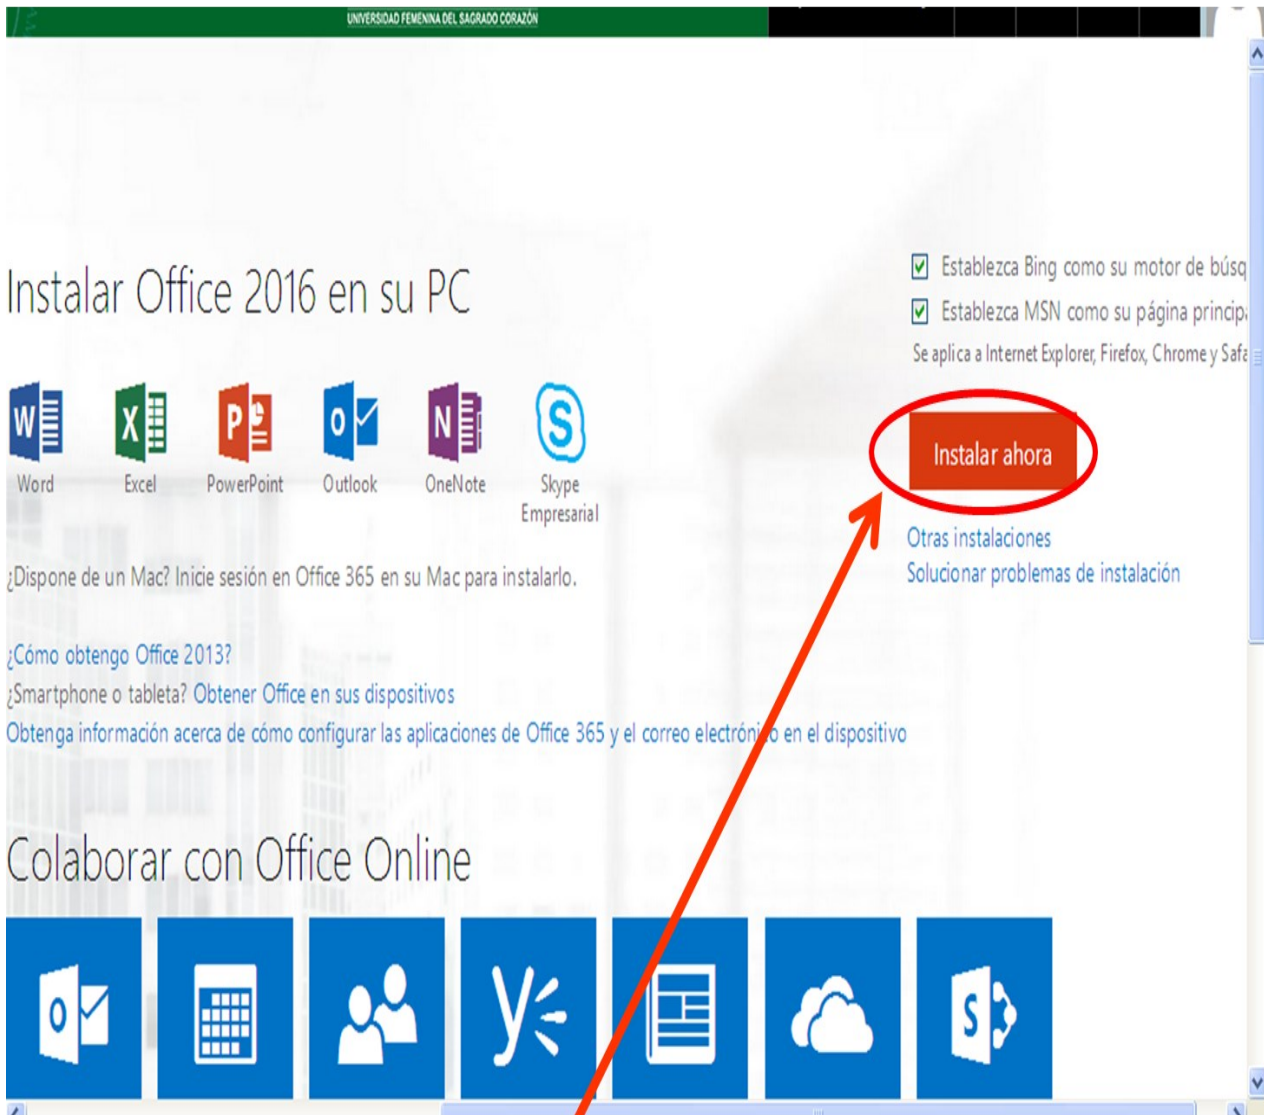 UNIVERSIDAD FEMENINA DEL SAGRADO CORAZÓN
Instalar Office 2016 en su PC
Establezca Bing como su motor de búsq
Establezca MSN como su página princip
Se aplica a Internet Explorer, Firefox, Chrome y Safa
Word
Excel
PowerPoint
Outlook
OneNote
Skype
Empresarial
Instalar ahora
Otras instalaciones
Solucionar problemas de instalación
¿Dispone de un Mac? Inicie sesión en Office 365 en su Mac para instalarlo.
¿Cómo obtengo Office 2013?
¿Smartphone o tableta? Obtener Office en sus dispositivos
Obtenga información acerca de cómo configurar las aplicaciones de Office 365 y el correo electrónico en el dispositivo
Colaborar con Office Online